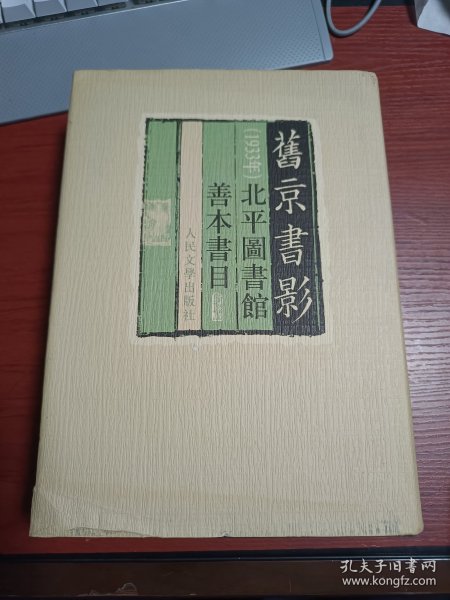 舊京書影
(1933年)北平圖書館
善本書目
人民文學出版社
孔夫子旧书网
www.kongfz.com